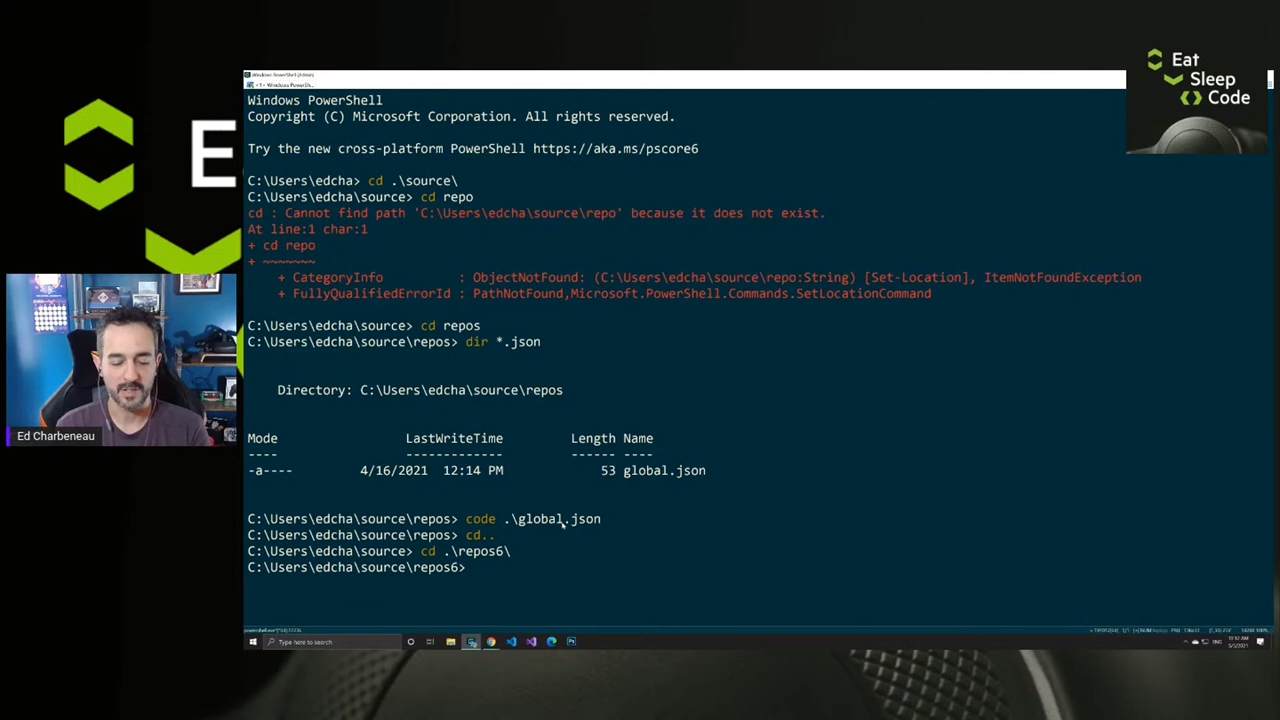 Eat
Sleep
Code
E
Windows PowerShell (Admin)
Windows PowerShell
Copyright (C) Microsoft Corporation. All rights reserved.
Try the new cross-platform PowerShell https://aka.ms/pscore6
C:\Users\edcha> cd .\source\
C:\Users\edcha\source> cd repo
cd : Cannot find path 'C:\Users\edcha\source\repo' because it does not exist.
At line:1 char:1
+ cd repo
+ ~~~~~~~
+ CategoryInfo : ObjectNotFound: (C:\Users\edcha\source\repo:String) [Set-Location], ItemNotFoundException
+ FullyQualifiedErrorId : PathNotFound,Microsoft.PowerShell.Commands.SetLocationCommand
C:\Users\edcha\source> cd repos
C:\Users\edcha\source\repos> dir *.json
Directory: C:\Users\edcha\source\repos
Mode LastWriteTime Length Name
---- ------------- ------ ----
-a---- 4/16/2021 12:14 PM 53 global.json
C:\Users\edcha\source\repos> code .\global.json
C:\Users\edcha\source\repos> cd..
C:\Users\edcha\source> cd .\repos6\
C:\Users\edcha\source\repos6>
Ed Charbeneau
Type here to search